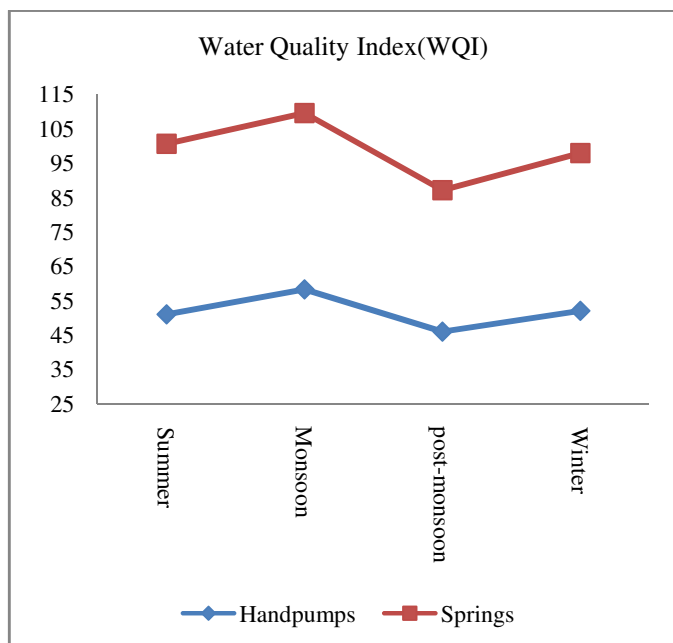 Water Quality Index(WQI)
115
105
95
85
75
65
55
45
35
25
Summer
Monsoon
post-monsoon
Winter
Handpumps
Springs